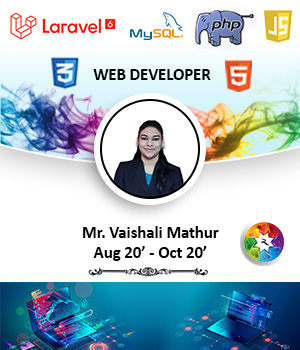 Laravel 6
MySQL
php
JS
3
WEB DEVELOPER
5
Mr. Vaishali Mathur
Aug 20' - Oct 20'